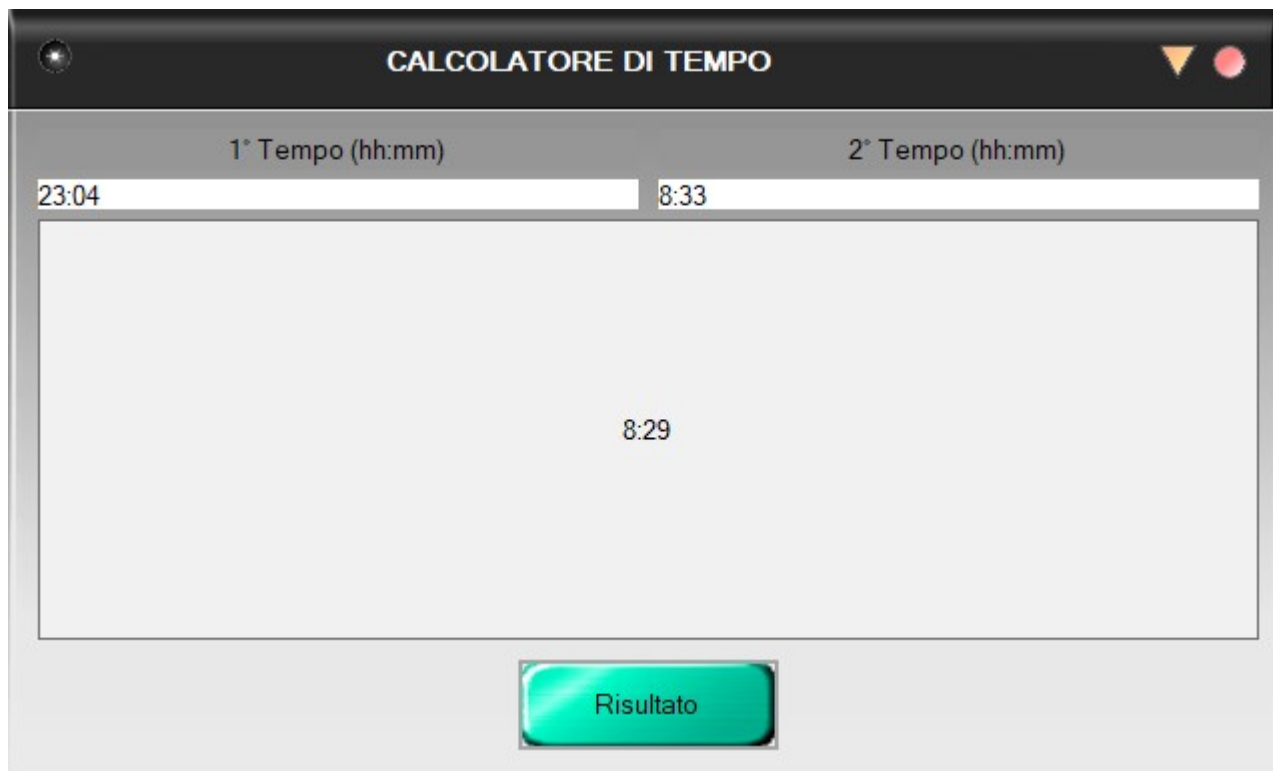 CALCOLATORE DI TEMPO
1° Tempo (hh:mm)
2° Tempo (hh:mm)
23:04
8:33
8:29
Risultato